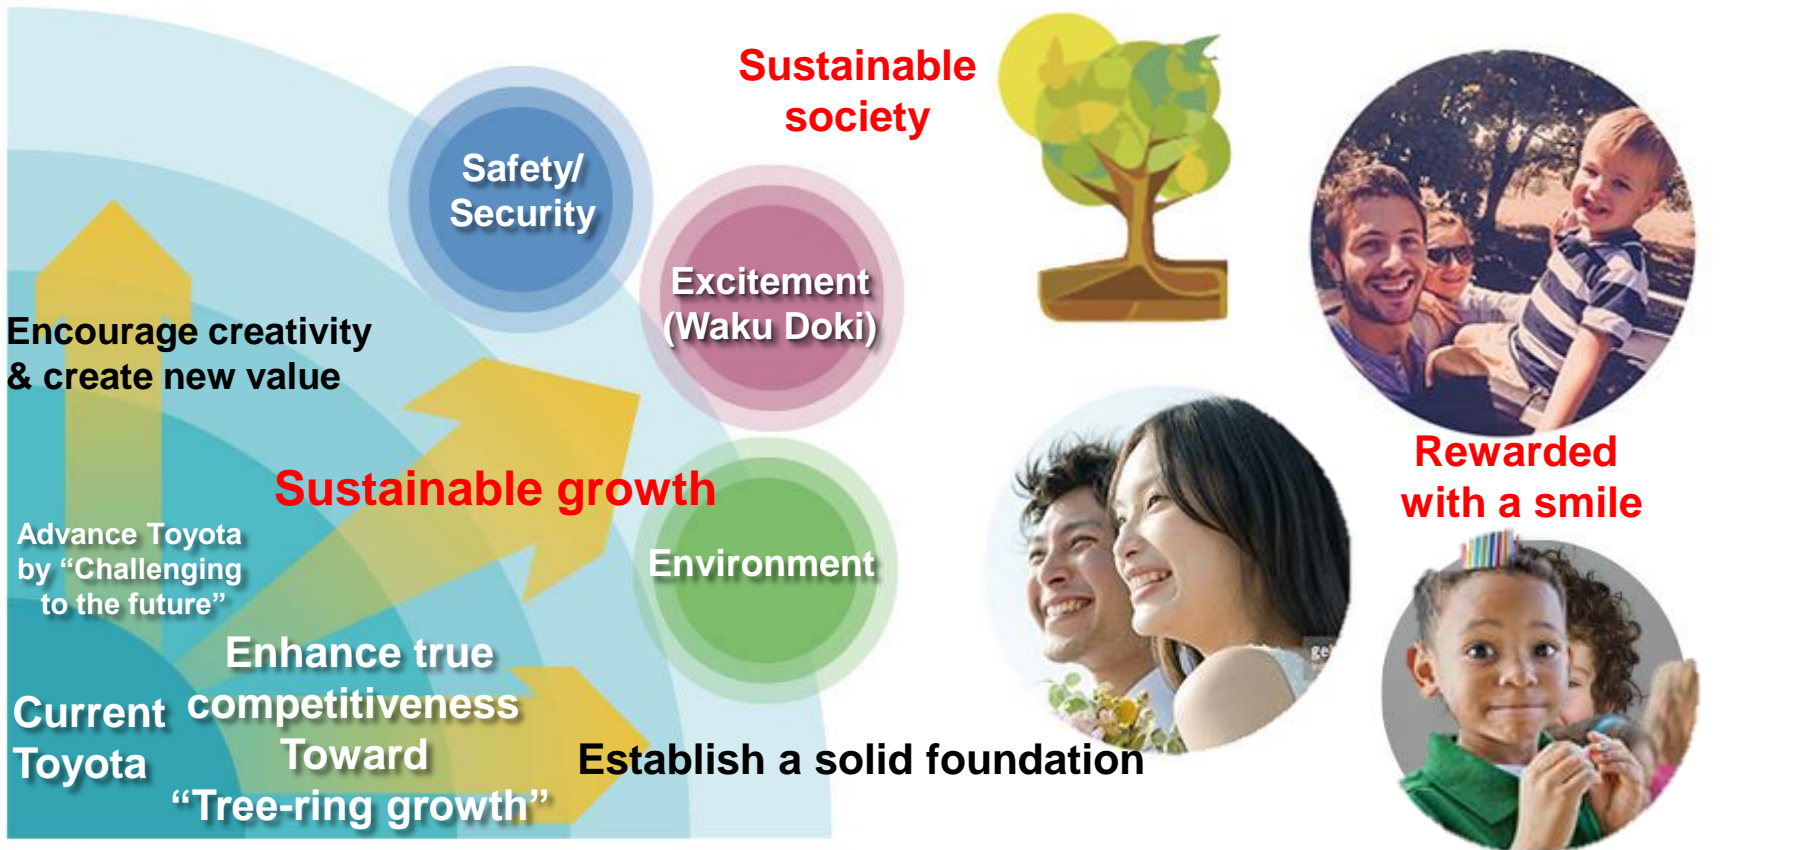 Sustainable
society
Safety/
Security
Excitement
(Waku Doki)
Encourage creativity
& create new value
Sustainable growth
Rewarded
with a smile
Advance Toyota
by “Challenging
to the future”
Environment
Enhance true
competitiveness
Toward
“Tree-ring growth”
Current
Toyota
Establish a solid foundation